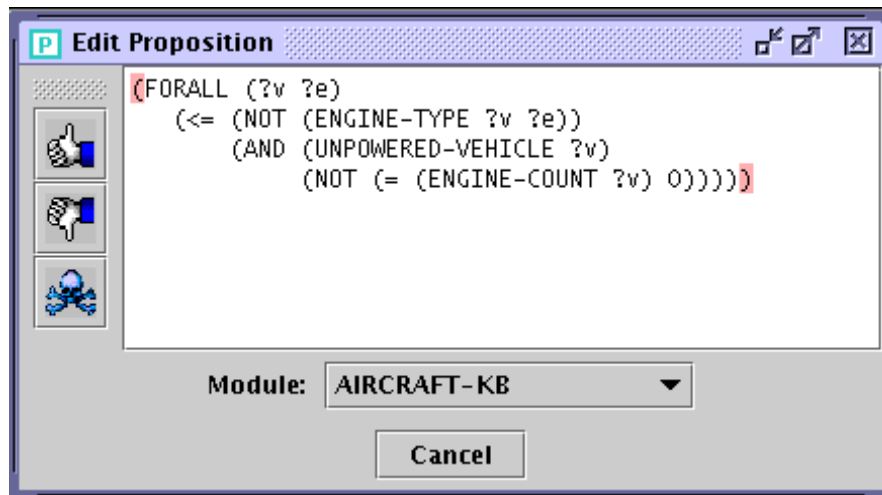 P Edit Proposition
(FORALL (?v ?e)
(<= (NOT (ENGINE-TYPE ?v ?e))
(AND (UNPOWERED-VEHICLE ?v)
(NOT (= (ENGINE-COUNT ?v) 0)))))
Module: AIRCRAFT-KB
Cancel